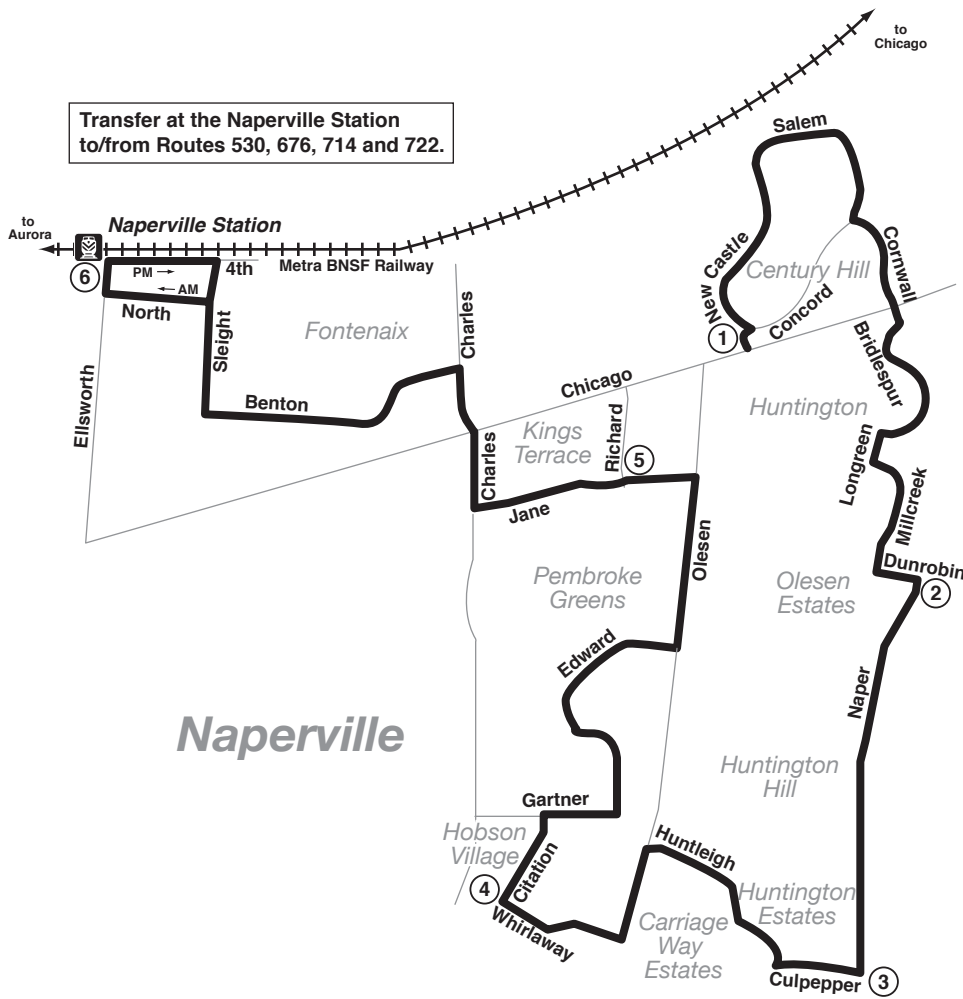 to
Chicago
Transfer at the Naperville Station
to/from Routes 530, 676, 714 and 722.
Salem
to
Aurora
Naperville Station
6
PM
AM
4th
Metra BNSF Railway
North
Sleight
Fontenaix
Charles
New Castle
Century Hill
Cornwall
Concord
1
Bridlespur
Ellsworth
Benton
Chicago
Huntington
Kings
Terrace
Richard
5
Charles
Jane
Longreen
Millcreek
Olesen
Dunrobin
2
Pembroke
Greens
Olesen
Estates
Edward
Naper
Naperville
Huntington
Hill
Gartner
Hobson
Village
Citation
4
Whirlaway
Huntleigh
Huntington
Estates
Carriage
Way
Estates
Culpepper
3